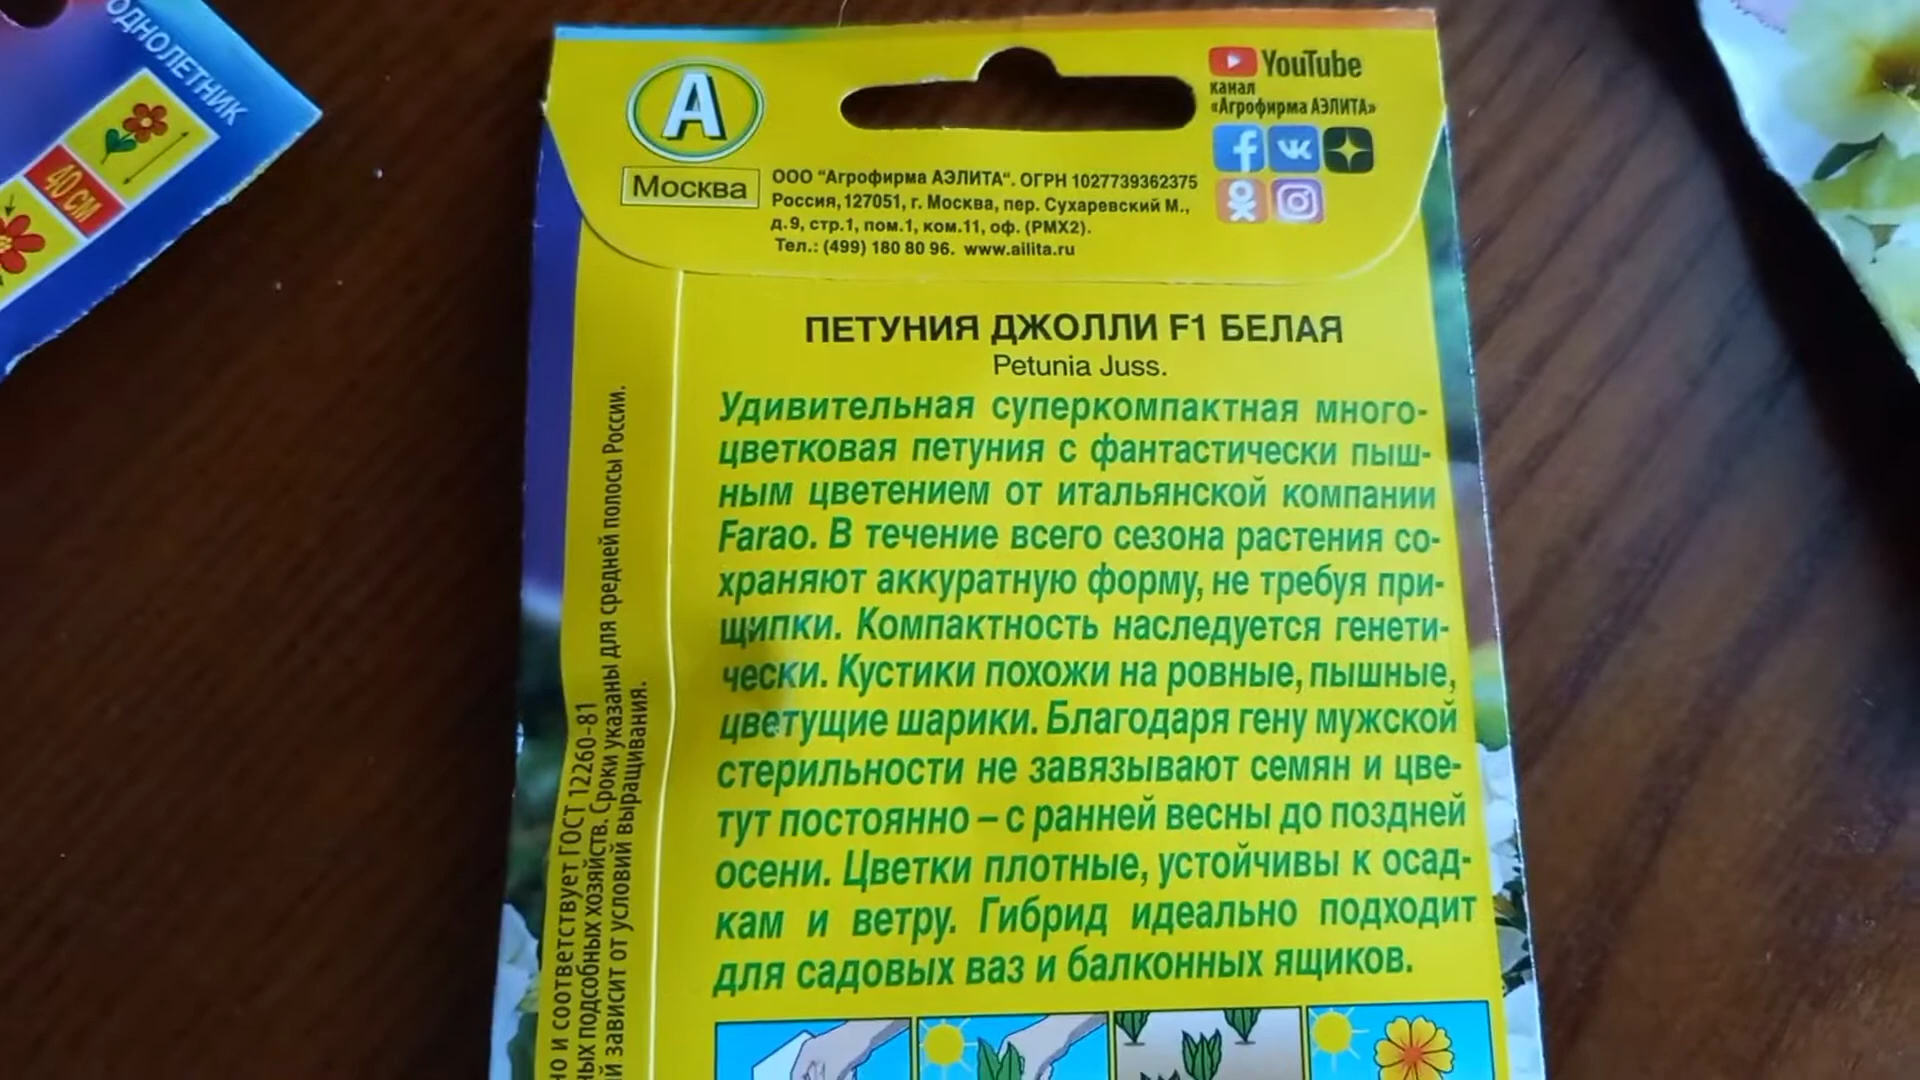 ОДНОЛЕТНИК
40 СМ
А
Москва
ООО "Агрофирма АЭЛИТА". ОГРН 1027739362375
Россия, 127051, г. Москва, пер. Сухаревский М.,
д.9, стр.1, пом.1, ком.11, оф. (РМХ2).
Тел.: (499) 180 80 96. www.ailita.ru
YouTube
канал
«Агрофирма АЭЛИТА»
ПЕТУНИЯ ДЖОЛЛИ F1 БЕЛАЯ
Petunia Juss.
Удивительная суперкомпактная много-
цветковая петуния с фантастически пыш-
ным цветением от итальянской компании
Farao. В течение всего сезона растения со-
храняют аккуратную форму, не требуя при-
щипки. Компактность наследуется генети-
чески. Кустики похожи на ровные, пышные,
цветущие шарики. Благодаря гену мужской
стерильности не завязывают семян и цве-
тут постоянно – с ранней весны до поздней
осени. Цветки плотные, устойчивы к осад-
кам и ветру. Гибрид идеально подходит
для садовых ваз и балконных ящиков.
и соответствует ГОСТ 12260-81
подсобных хозяйств. Сроки указаны для средней полосы России.
зависит от условий выращивания.